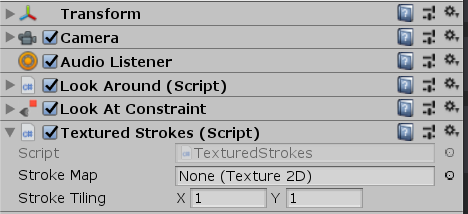 Transform
Camera
Audio Listener
Look Around (Script)
Look At Constraint
Textured Strokes (Script)
Script TexturedStrokes
Stroke Map None (Texture 2D)
Stroke Tiling X 1 Y 1